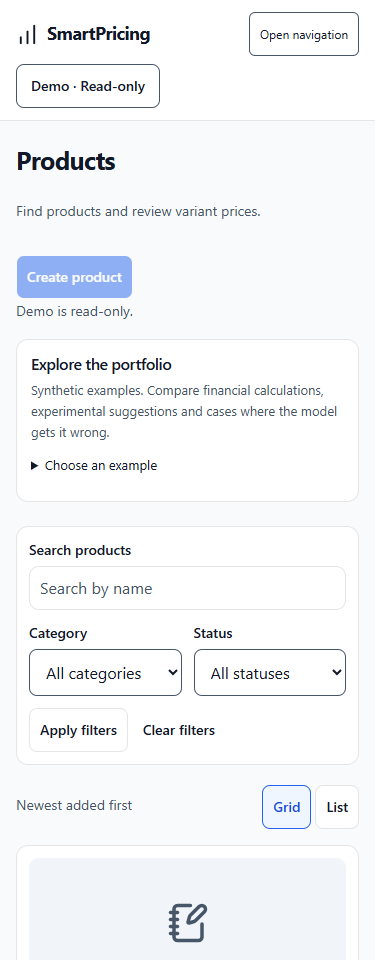 SmartPricing
Open navigation
Demo · Read-only
Products
Find products and review variant prices.
Create product
Demo is read-only.
Explore the portfolio
Synthetic examples. Compare financial calculations,
experimental suggestions and cases where the model
gets it wrong.
Choose an example
Search products
Search by name
Category
Status
All categories
All statuses
Apply filters
Clear filters
Newest added first
Grid
List